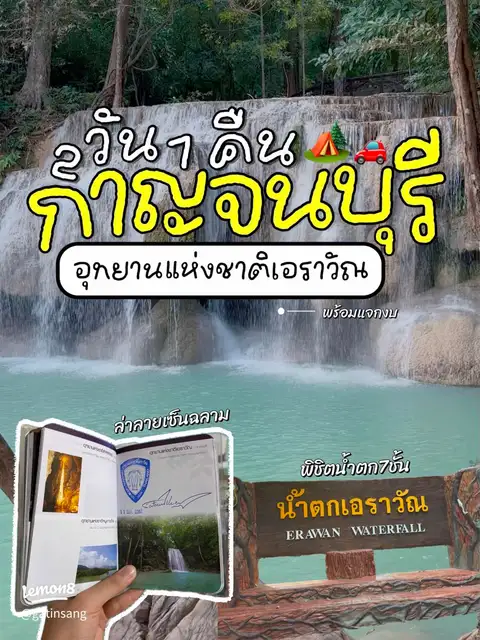 2 วัน 1 คืน
กาญจนบุรี
อุทยานแห่งชาติเอราวัณ
พร้อมแจกงบ
ล่าลายเซ็นฉลาม
พิชิตน้ำตก7ชั้น
น้ำตกเอราวัณ
ERAWAN WATERFALL
lemon8
@gatinsang